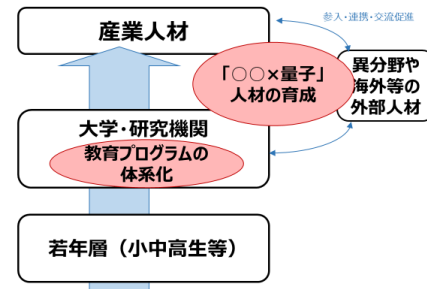 参入・連携・交流促進
産業人材
「○○×量子」
人材の育成
異分野や
海外等の
外部人材
大学・研究機関
教育プログラムの
体系化
若年層（小中高生等）